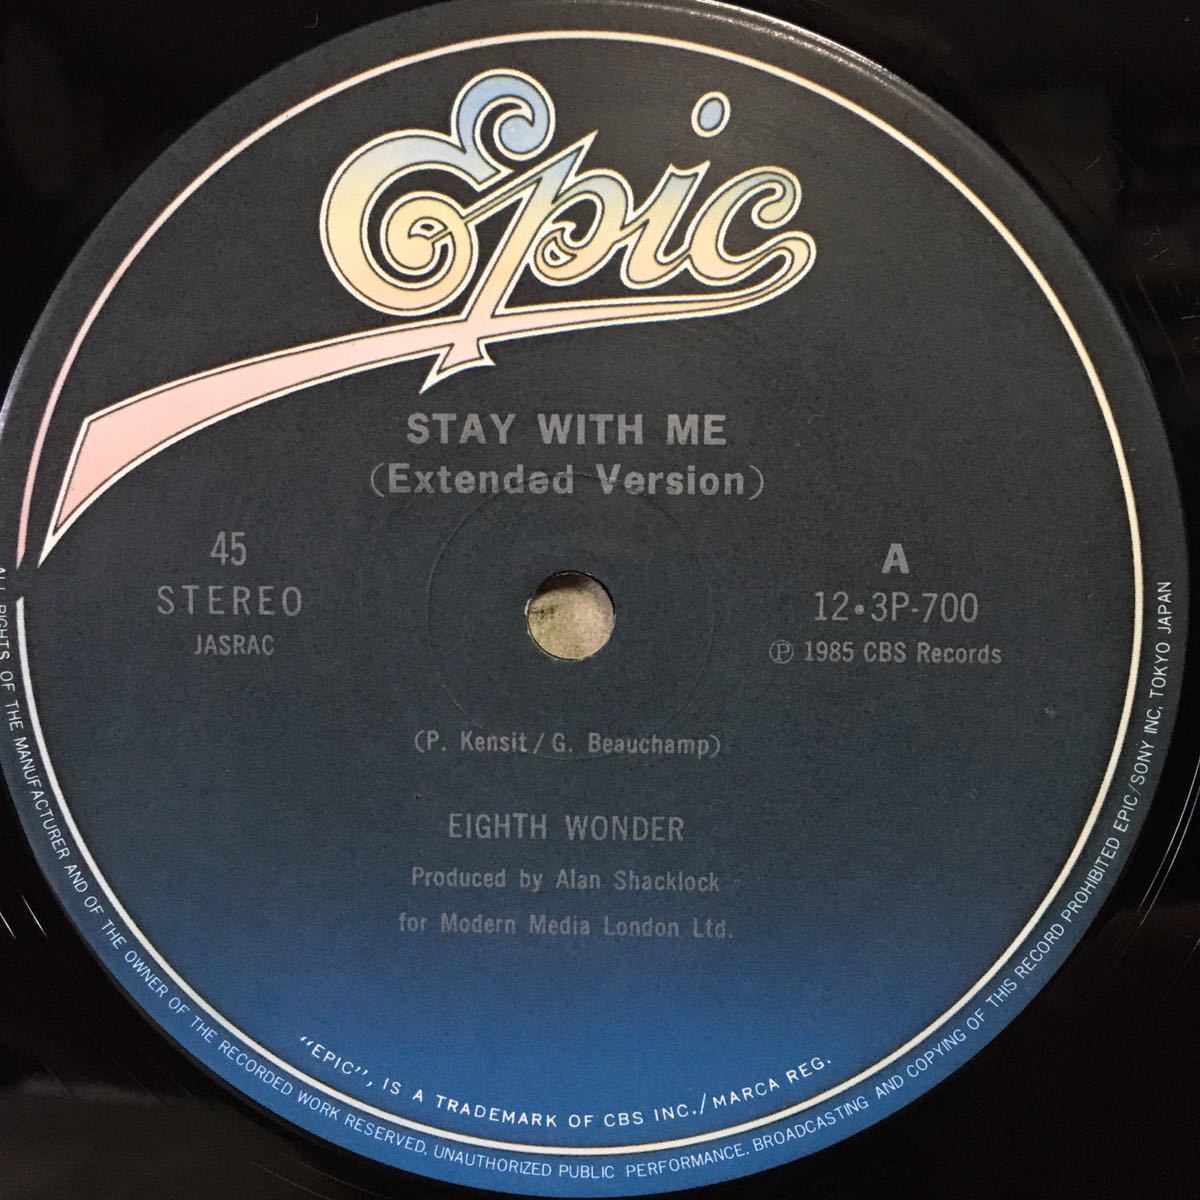 Epic
STAY WITH ME
(Extended Version)
45
STEREO
JASRAC
A
12•3P-700
Ⓟ 1985 CBS Records
(P. Kensit/G. Beauchamp)
EIGHTH WONDER
Produced by Alan Shacklock
for Modern Media London Ltd.
"EPIC", IS A TRADEMARK OF CBS INC./MARCA REG.
ALL RIGHTS OF THE MANUFACTURER AND OF THE OWNER OF THE RECORDED WORK RESERVED, UNAUTHORIZED PUBLIC PERFORMANCE, BROADCASTING AND COPYING OF THIS RECORD PROHIBITED EPIC/SONY INC, TOKYO JAPAN